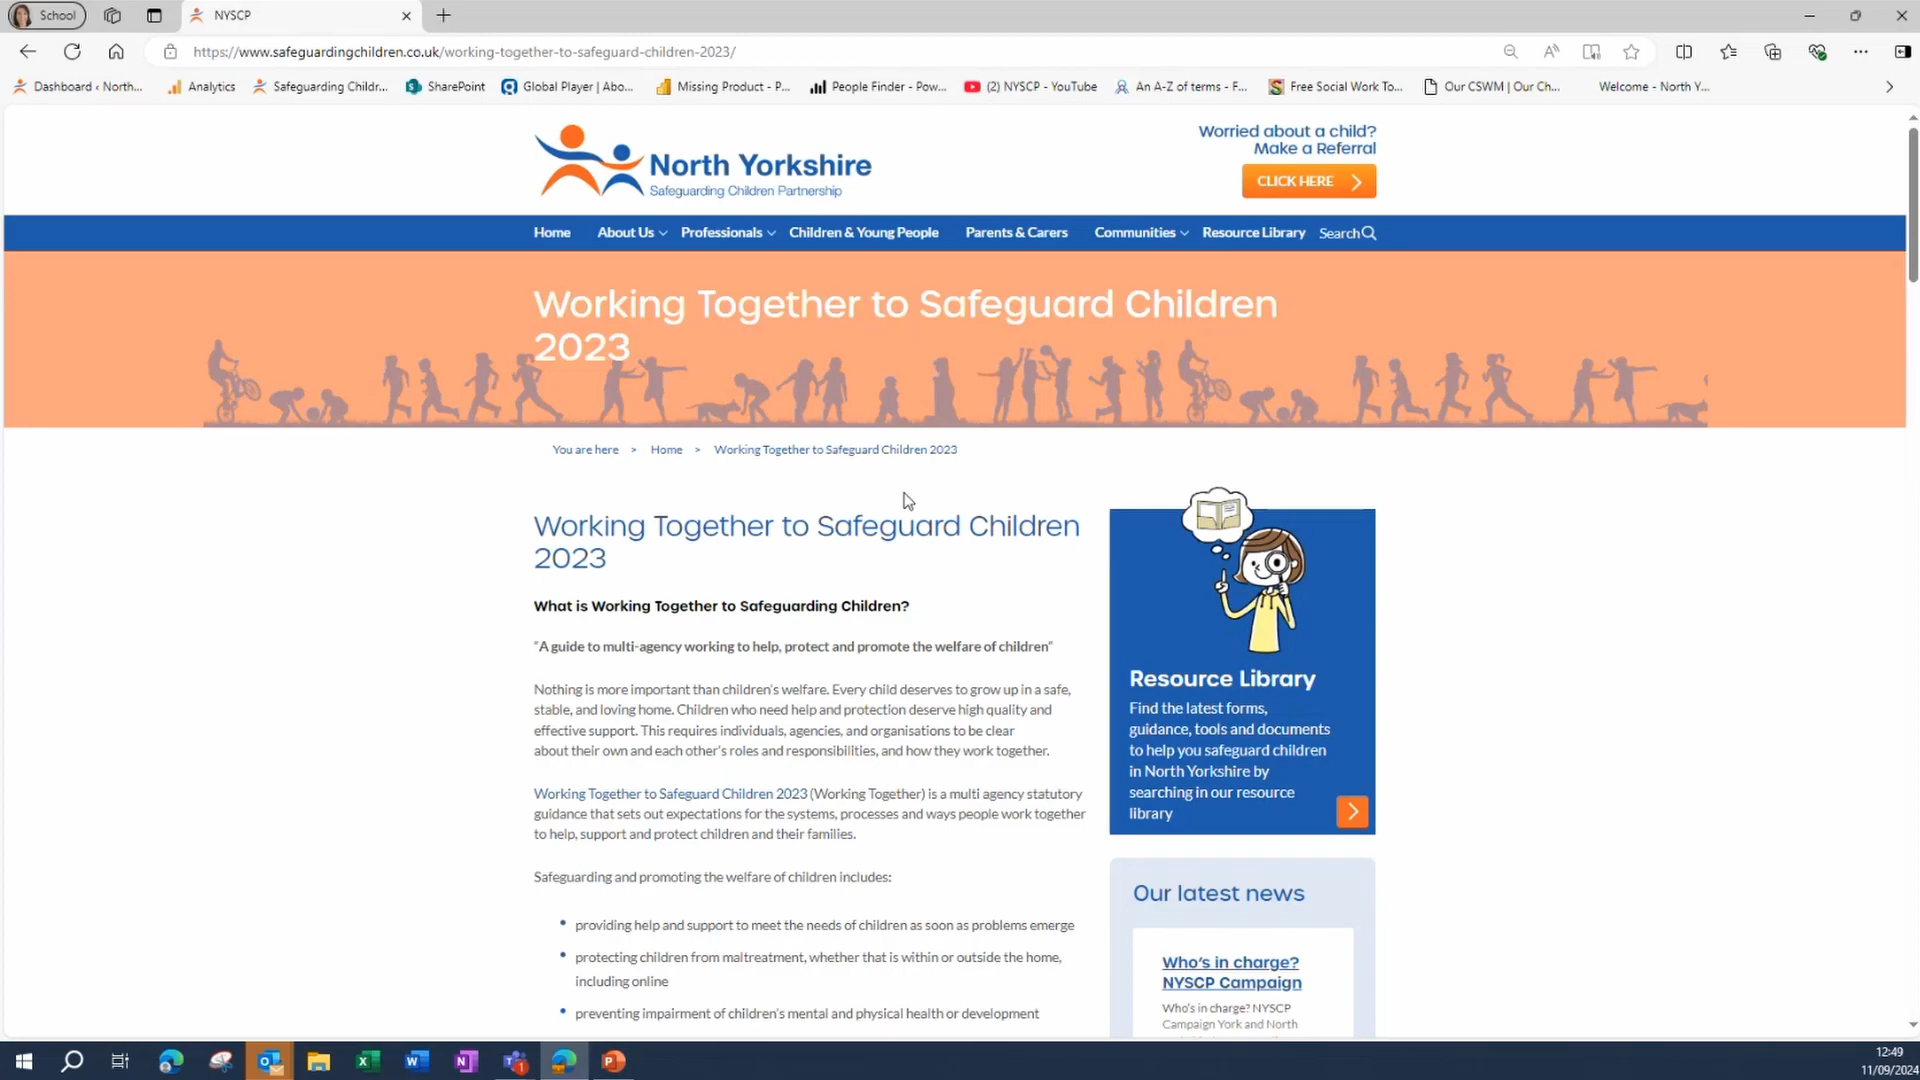 School
NYSCP
https://www.safeguardingchildren.co.uk/working-together-to-safeguard-children-2023/
Dashboard ‹ North...
Analytics
Safeguarding Childr...
SharePoint
Global Player | Abo...
Missing Product - P...
People Finder - Pow...
(2) NYSCP - YouTube
An A-Z of terms - F...
Free Social Work To...
Our CSWM | Our Ch...
Welcome - North Y...
North Yorkshire
Safeguarding Children Partnership
Worried about a child?
Make a Referral
CLICK HERE
Home
About Us
Professionals
Children & Young People
Parents & Carers
Communities
Resource Library
Search
Working Together to Safeguard Children
2023
You are here > Home > Working Together to Safeguard Children 2023
Working Together to Safeguard Children
2023
What is Working Together to Safeguarding Children?
"A guide to multi-agency working to help, protect and promote the welfare of children"
Nothing is more important than children's welfare. Every child deserves to grow up in a safe,
stable, and loving home. Children who need help and protection deserve high quality and
effective support. This requires individuals, agencies, and organisations to be clear
about their own and each other's roles and responsibilities, and how they work together.
Working Together to Safeguard Children 2023 (Working Together) is a multi agency statutory
guidance that sets out expectations for the systems, processes and ways people work together
to help, support and protect children and their families.
Safeguarding and promoting the welfare of children includes:
• providing help and support to meet the needs of children as soon as problems emerge
• protecting children from maltreatment, whether that is within or outside the home,
including online
• preventing impairment of children's mental and physical health or development
Resource Library
Find the latest forms,
guidance, tools and documents
to help you safeguard children
in North Yorkshire by
searching in our resource
library
Our latest news
Who's in charge?
NYSCP Campaign
Who's in charge? NYSCP
Campaign York and North
12:49
11/09/2024